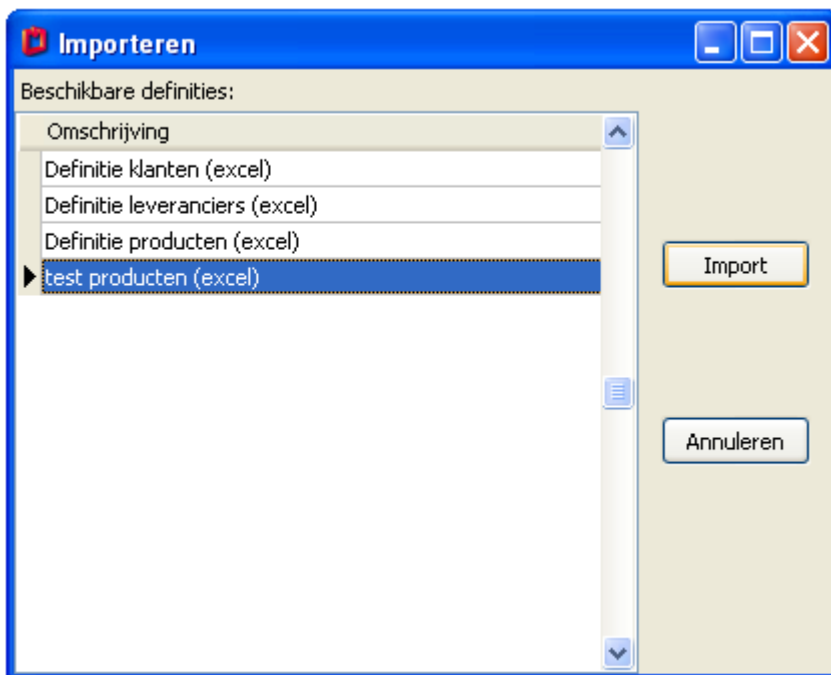 Importeren
Beschikbare definities:
Omschrijving
Definitie klanten (excel)
Definitie leveranciers (excel)
Definitie producten (excel)
test producten (excel)
Import
Annuleren